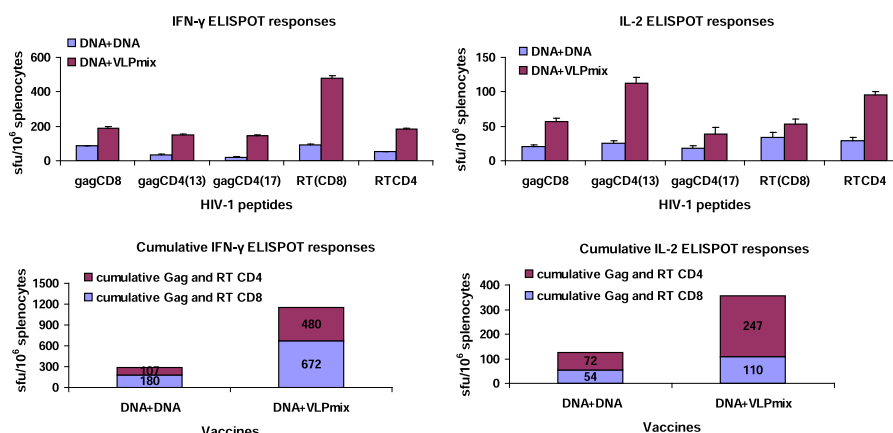 IFN-γ ELISPOT responses
DNA+DNA
DNA+VLPmix
sfu/10⁶ splenocytes
600
400
200
0
gagCD8 gagCD4(13) gagCD4(17) RT(CD8) RTCD4
HIV-1 peptides
IL-2 ELISPOT responses
DNA+DNA
DNA+VLPmix
sfu/10⁶ splenocytes
150
100
50
0
gagCD8 gagCD4(13) gagCD4(17) RT(CD8) RTCD4
HIV-1 peptides
Cumulative IFN-γ ELISPOT responses
cumulative Gag and RT CD4
cumulative Gag and RT CD8
sfu/10⁶ splenocytes
1500
1200
900
600
300
0
107
180
480
672
DNA+DNA DNA+VLPmix
Vaccines
Cumulative IL-2 ELISPOT responses
cumulative Gag and RT CD4
cumulative Gag and RT CD8
sfu/10⁶ splenocytes
400
300
200
100
0
72
54
247
110
DNA+DNA DNA+VLPmix
Vaccines